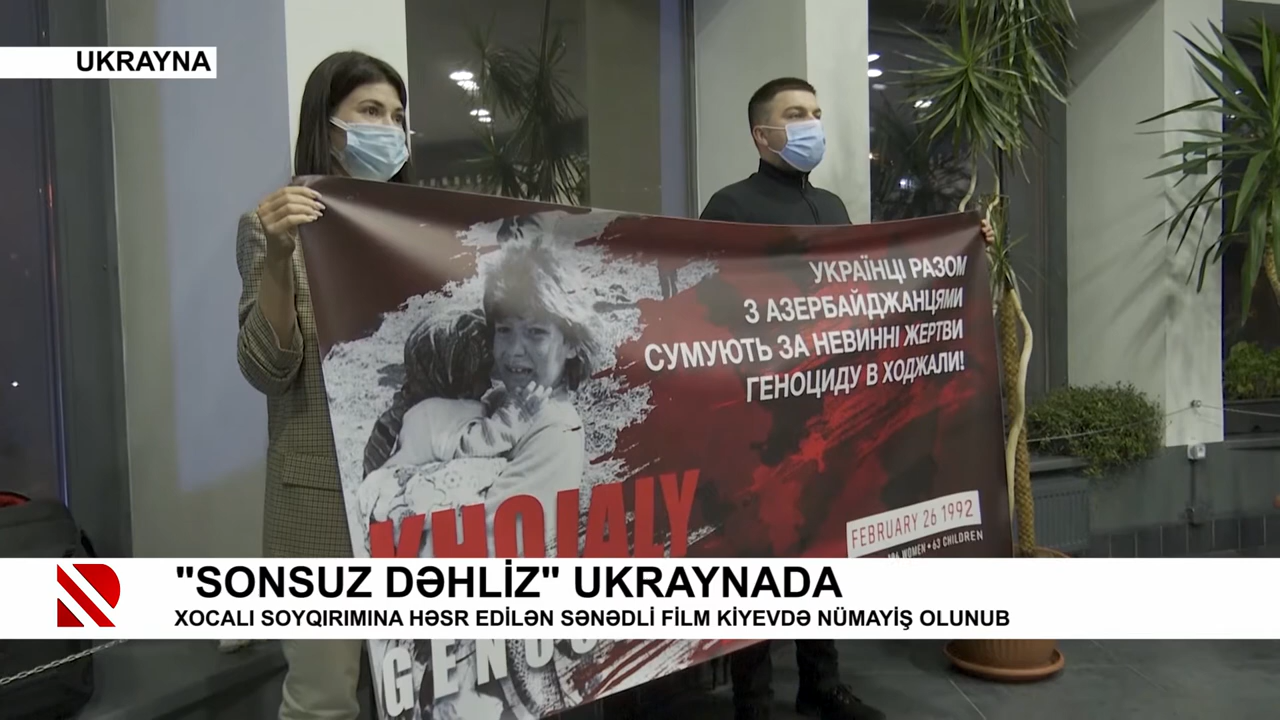 UKRAYNA
УКРАЇНЦІ РАЗОМ
З АЗЕРБАЙДЖАНЦЯМИ
СУМУЮТЬ ЗА НЕВИННІ ЖЕРТВИ
ГЕНОЦИДУ В ХОДЖАЛИ!
KHOJALY
FEBRUARY 26 1992
WOMEN • 63 CHILDREN
"SONSUZ DƏHLİZ" UKRAYNADA
XOCALI SOYQIRIMINA HƏSR EDİLƏN SƏNƏDLİ FİLM KİYEVDƏ NÜMAYİŞ OLUNUB